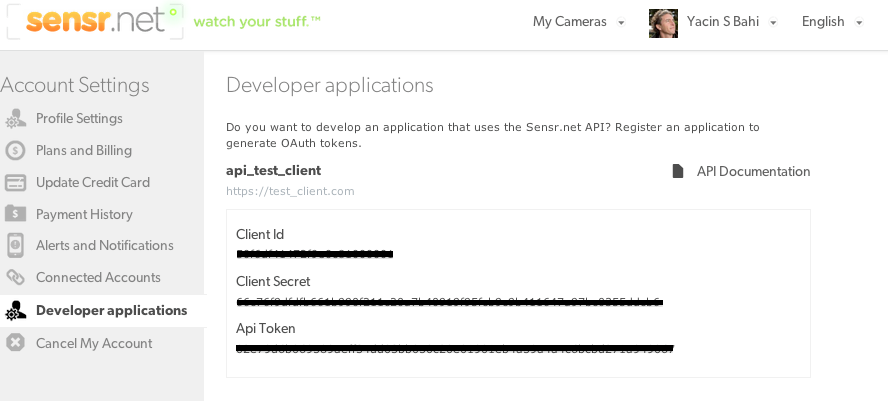 sensr.net watch your stuff.™
My Cameras Yacin S Bahi English
Account Settings
Profile Settings
Plans and Billing
Update Credit Card
Payment History
Alerts and Notifications
Connected Accounts
Developer applications
Cancel My Account
Developer applications
Do you want to develop an application that uses the Sensr.net API? Register an application to
generate OAuth tokens.
api_test_client API Documentation
https://test_client.com
Client Id
Client Secret
Api Token